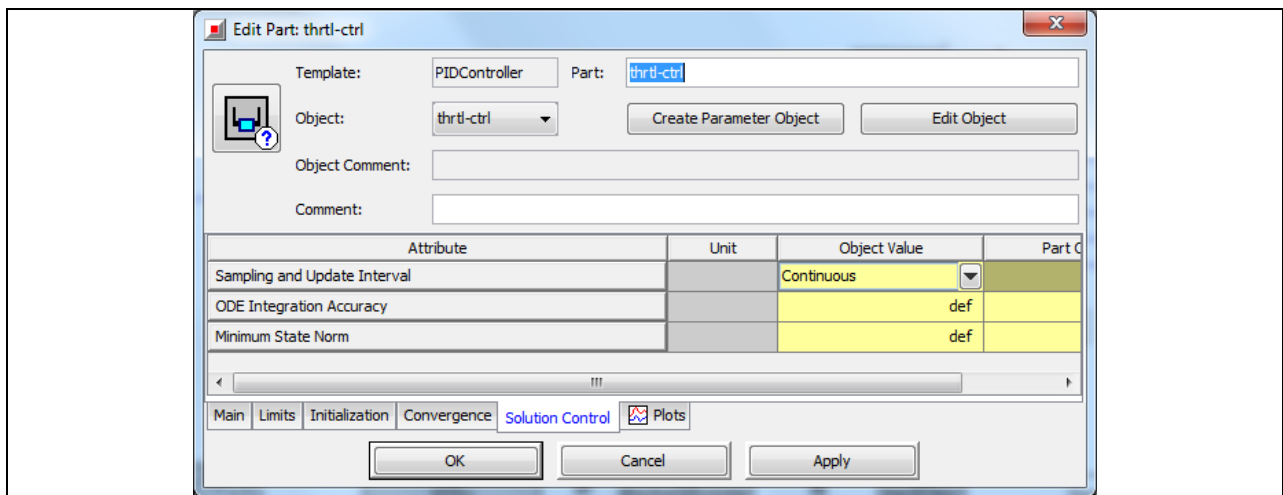 Edit Part: thrtl-ctrl
Template: PIDController Part: thrtl-ctrl
Object: thrtl-ctrl Create Parameter Object Edit Object
Object Comment:
Comment:
Attribute Unit Object Value Part O
Sampling and Update Interval Continuous
ODE Integration Accuracy def
Minimum State Norm def
Main Limits Initialization Convergence Solution Control Plots
OK Cancel Apply